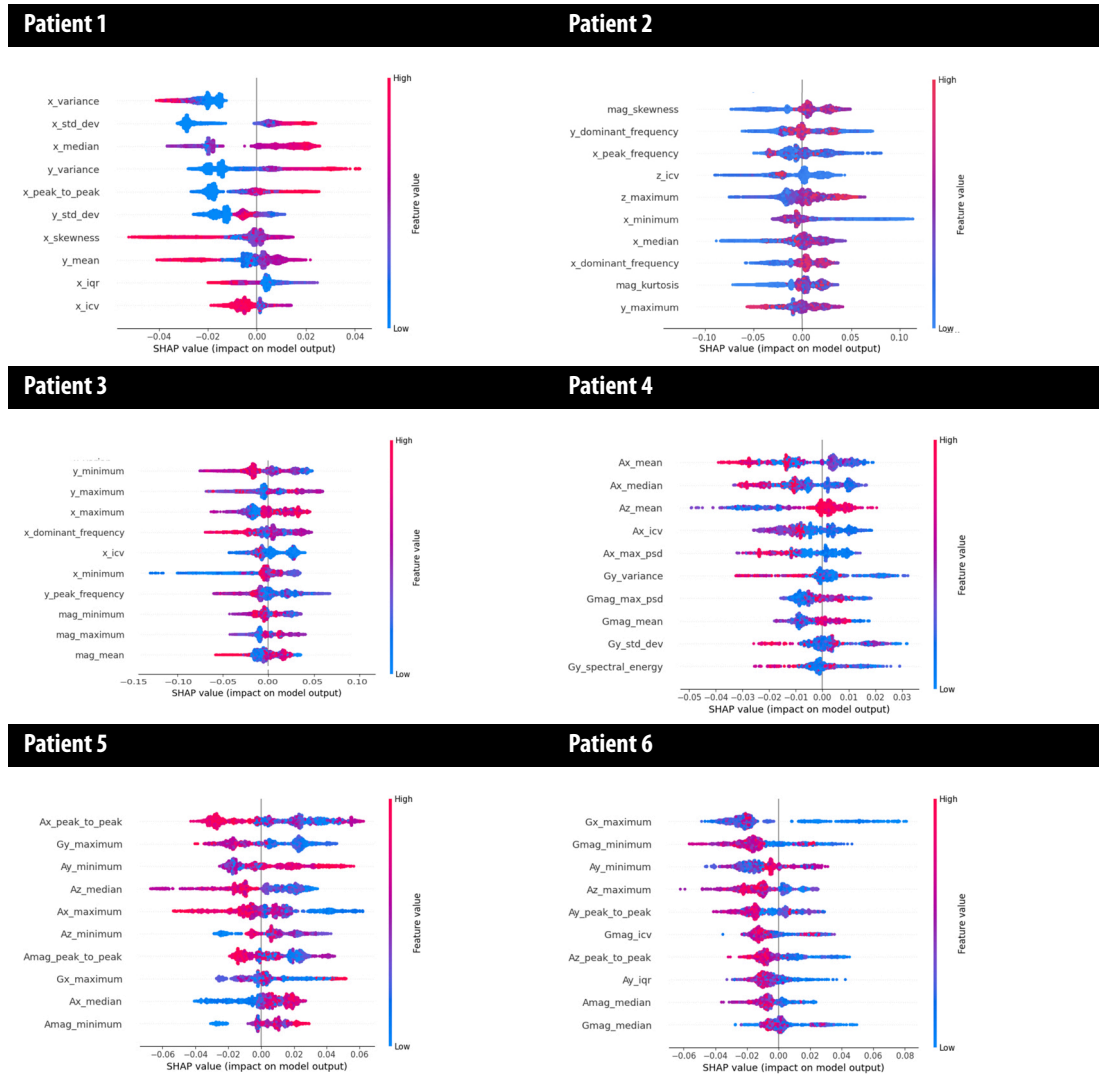 Patient 1
Patient 2
High
x_variance
x_std_dev
x_median
y_variance
x_peak_to_peak
y_std_dev
x_skewness
y_mean
x_iqr
x_icv
Feature value
Low
−0.04 −0.02 0.00 0.02 0.04
SHAP value (impact on model output)
High
mag_skewness
y_dominant_frequency
x_peak_frequency
z_icv
z_maximum
x_minimum
x_median
x_dominant_frequency
mag_kurtosis
y_maximum
Feature value
Low
−0.10 −0.05 0.00 0.05 0.10
SHAP value (impact on model output)
Patient 3
Patient 4
High
y_minimum
y_maximum
x_maximum
x_dominant_frequency
x_icv
x_minimum
y_peak_frequency
mag_minimum
mag_maximum
mag_mean
Feature value
Low
−0.15 −0.10 −0.05 0.00 0.05 0.10
SHAP value (impact on model output)
High
Ax_mean
Ax_median
Az_mean
Ax_icv
Ax_max_psd
Gy_variance
Gmag_max_psd
Gmag_mean
Gy_std_dev
Gy_spectral_energy
Feature value
Low
−0.05 −0.04 −0.03 −0.02 −0.01 0.00 0.01 0.02 0.03
SHAP value (impact on model output)
Patient 5
Patient 6
High
Ax_peak_to_peak
Gy_maximum
Ay_minimum
Az_median
Ax_maximum
Az_minimum
Amag_peak_to_peak
Gx_maximum
Ax_median
Amag_minimum
Feature value
Low
−0.06 −0.04 −0.02 0.00 0.02 0.04 0.06
SHAP value (impact on model output)
High
Gx_maximum
Gmag_minimum
Ay_minimum
Az_maximum
Ay_peak_to_peak
Gmag_icv
Az_peak_to_peak
Ay_iqr
Amag_median
Gmag_median
Feature value
Low
−0.06 −0.04 −0.02 0.00 0.02 0.04 0.06 0.08
SHAP value (impact on model output)